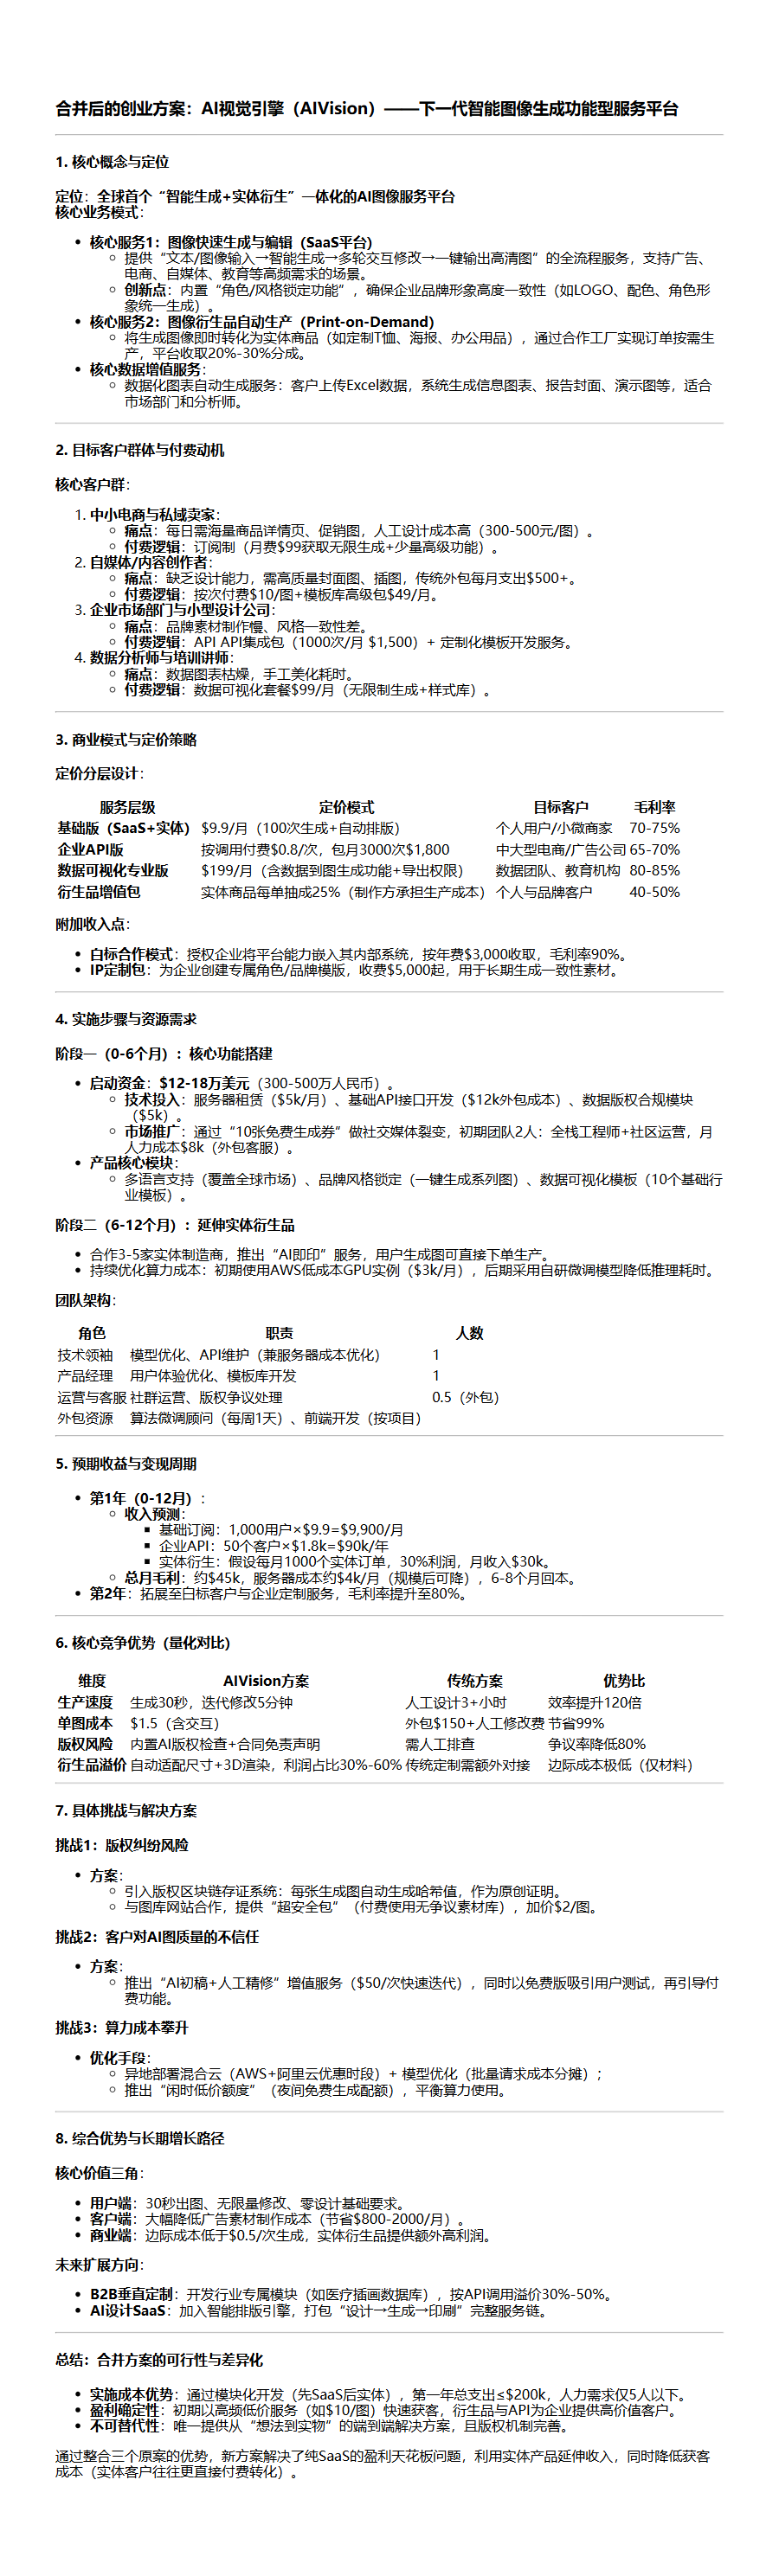 合并后的创业方案：AI视觉引擎（AIVision）——下一代智能图像生成功能型服务平台
1. 核心概念与定位
定位：全球首个“智能生成+实体衍生”一体化的AI图像服务平台
核心业务模式：
• 核心服务1：图像快速生成与编辑（SaaS平台）
◦ 提供“文本/图像输入→智能生成→多轮交互修改→一键输出高清图”的全流程服务，支持广告、
电商、自媒体、教育等高频需求的场景。
◦ 创新点：内置“角色/风格锁定功能”，确保企业品牌形象高度一致性（如LOGO、配色、角色形
象统一生成）。
• 核心服务2：图像衍生品自动生产（Print-on-Demand）
◦ 将生成图像即时转化为实体商品（如定制T恤、海报、办公用品），通过合作工厂实现订单按需生
产，平台收取20%-30%分成。
• 核心数据增值服务：
◦ 数据化图表自动生成服务：客户上传Excel数据，系统生成信息图表、报告封面、演示图等，适合
市场部门和分析师。
2. 目标客户群体与付费动机
核心客户群：
1. 中小电商与私域卖家：
◦ 痛点：每日需海量商品详情页、促销图，人工设计成本高（300-500元/图）。
◦ 付费逻辑：订阅制（月费$99获取无限生成+少量高级功能）。
2. 自媒体/内容创作者：
◦ 痛点：缺乏设计能力，需高质量封面图、插图，传统外包每月支出$500+。
◦ 付费逻辑：按次付费$10/图+模板库高级包$49/月。
3. 企业市场部门与小型设计公司：
◦ 痛点：品牌素材制作慢、风格一致性差。
◦ 付费逻辑：API API集成包（1000次/月 $1,500）+ 定制化模板开发服务。
4. 数据分析师与培训讲师：
◦ 痛点：数据图表枯燥，手工美化耗时。
◦ 付费逻辑：数据可视化套餐$99/月（无限制生成+样式库）。
3. 商业模式与定价策略
定价分层设计：
服务层级 定价模式 目标客户 毛利率
基础版（SaaS+实体） $9.9/月（100次生成+自动排版） 个人用户/小微商家 70-75%
企业API版 按调用付费$0.8/次，包月3000次$1,800 中大型电商/广告公司 65-70%
数据可视化专业版 $199/月（含数据到图生成功能+导出权限） 数据团队、教育机构 80-85%
衍生品增值包 实体商品每单抽成25%（制作方承担生产成本） 个人与品牌客户 40-50%
附加收入点：
• 白标合作模式：授权企业将平台能力嵌入其内部系统，按年费$3,000收取，毛利率90%。
• IP定制包：为企业创建专属角色/品牌模版，收费$5,000起，用于长期生成一致性素材。
4. 实施步骤与资源需求
阶段一（0-6个月）：核心功能搭建
• 启动资金：$12-18万美元（300-500万人民币）。
◦ 技术投入：服务器租赁（$5k/月）、基础API接口开发（$12k外包成本）、数据版权合规模块
（$5k）。
◦ 市场推广：通过“10张免费生成券”做社交媒体裂变，初期团队2人：全栈工程师+社区运营，月
人力成本$8k（外包客服）。
• 产品核心模块：
◦ 多语言支持（覆盖全球市场）、品牌风格锁定（一键生成系列图）、数据可视化模板（10个基础行
业模板）。
阶段二（6-12个月）：延伸实体衍生品
• 合作3-5家实体制造商，推出“AI即印”服务，用户生成图可直接下单生产。
• 持续优化算力成本：初期使用AWS低成本GPU实例（$3k/月），后期采用自研微调模型降低推理耗时。
团队架构：
角色 职责 人数
技术领袖 模型优化、API维护（兼服务器成本优化） 1
产品经理 用户体验优化、模板库开发 1
运营与客服 社群运营、版权争议处理 0.5（外包）
外包资源 算法微调顾问（每周1天）、前端开发（按项目）
5. 预期收益与变现周期
• 第1年（0-12月）：
◦ 收入预测：
▪ 基础订阅：1,000用户×$9.9=$9,900/月
▪ 企业API：50个客户×$1.8k=$90k/年
▪ 实体衍生：假设每月1000个实体订单，30%利润，月收入$30k。
◦ 总月毛利：约$45k，服务器成本约$4k/月（规模后可降），6-8个月回本。
• 第2年：拓展至白标客户与企业定制服务，毛利率提升至80%。
6. 核心竞争优势（量化对比）
维度 AIVision方案 传统方案 优势比
生产速度 生成30秒，迭代修改5分钟 人工设计3+小时 效率提升120倍
单图成本 $1.5（含交互） 外包$150+人工修改费 节省99%
版权风险 内置AI版权检查+合同免责声明 需人工排查 争议率降低80%
衍生品溢价 自动适配尺寸+3D渲染，利润占比30%-60% 传统定制需额外对接 边际成本极低（仅材料）
7. 具体挑战与解决方案
挑战1：版权纠纷风险
• 方案：
◦ 引入版权区块链存证系统：每张生成图自动生成哈希值，作为原创证明。
◦ 与图库网站合作，提供“超安全包”（付费使用无争议素材库），加价$2/图。
挑战2：客户对AI图质量的不信任
• 方案：
◦ 推出“AI初稿+人工精修”增值服务（$50/次快速迭代），同时以免费版吸引用户测试，再引导付
费功能。
挑战3：算力成本攀升
• 优化手段：
◦ 异地部署混合云（AWS+阿里云优惠时段）+ 模型优化（批量请求成本分摊）；
◦ 推出“闲时低价额度”（夜间免费生成配额），平衡算力使用。
8. 综合优势与长期增长路径
核心价值三角：
• 用户端：30秒出图、无限量修改、零设计基础要求。
• 客户端：大幅降低广告素材制作成本（节省$800-2000/月）。
• 商业端：边际成本低于$0.5/次生成，实体衍生品提供额外高利润。
未来扩展方向：
• B2B垂直定制：开发行业专属模块（如医疗插画数据库），按API调用溢价30%-50%。
• AI设计SaaS：加入智能排版引擎，打包“设计→生成→印刷”完整服务链。
总结：合并方案的可行性与差异化
• 实施成本优势：通过模块化开发（先SaaS后实体），第一年总支出≤$200k，人力需求仅5人以下。
• 盈利确定性：初期以高频低价服务（如$10/图）快速获客，衍生品与API为企业提供高价值客户。
• 不可替代性：唯一提供从“想法到实物”的端到端解决方案，且版权机制完善。
通过整合三个原案的优势，新方案解决了纯SaaS的盈利天花板问题，利用实体产品延伸收入，同时降低获客
成本（实体客户往往更直接付费转化）。